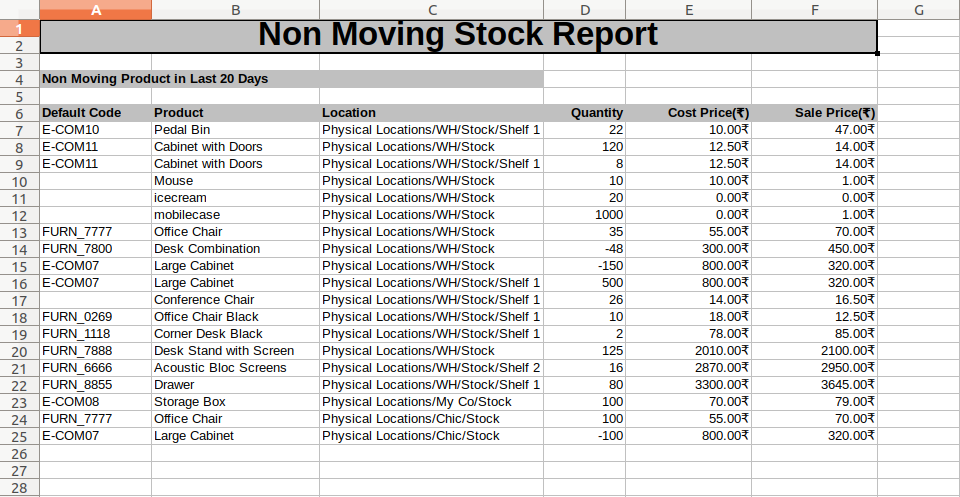 A B C D E F G
1 Non Moving Stock Report
2
3
4 Non Moving Product in Last 20 Days
5
6 Default Code Product Location Quantity Cost Price(₹) Sale Price(₹)
7 E-COM10 Pedal Bin Physical Locations/WH/Stock/Shelf 1 22 10.00₹ 47.00₹
8 E-COM11 Cabinet with Doors Physical Locations/WH/Stock 120 12.50₹ 14.00₹
9 E-COM11 Cabinet with Doors Physical Locations/WH/Stock/Shelf 1 8 12.50₹ 14.00₹
10 Mouse Physical Locations/WH/Stock 10 10.00₹ 1.00₹
11 icecream Physical Locations/WH/Stock 20 0.00₹ 0.00₹
12 mobilecase Physical Locations/WH/Stock 1000 0.00₹ 1.00₹
13 FURN_7777 Office Chair Physical Locations/WH/Stock 35 55.00₹ 70.00₹
14 FURN_7800 Desk Combination Physical Locations/WH/Stock -48 300.00₹ 450.00₹
15 E-COM07 Large Cabinet Physical Locations/WH/Stock -150 800.00₹ 320.00₹
16 E-COM07 Large Cabinet Physical Locations/WH/Stock/Shelf 1 500 800.00₹ 320.00₹
17 Conference Chair Physical Locations/WH/Stock/Shelf 1 26 14.00₹ 16.50₹
18 FURN_0269 Office Chair Black Physical Locations/WH/Stock/Shelf 1 10 18.00₹ 12.50₹
19 FURN_1118 Corner Desk Black Physical Locations/WH/Stock/Shelf 1 2 78.00₹ 85.00₹
20 FURN_7888 Desk Stand with Screen Physical Locations/WH/Stock 125 2010.00₹ 2100.00₹
21 FURN_6666 Acoustic Bloc Screens Physical Locations/WH/Stock/Shelf 2 16 2870.00₹ 2950.00₹
22 FURN_8855 Drawer Physical Locations/WH/Stock/Shelf 1 80 3300.00₹ 3645.00₹
23 E-COM08 Storage Box Physical Locations/My Co/Stock 100 70.00₹ 79.00₹
24 FURN_7777 Office Chair Physical Locations/Chic/Stock 100 55.00₹ 70.00₹
25 E-COM07 Large Cabinet Physical Locations/Chic/Stock -100 800.00₹ 320.00₹
26
27
28